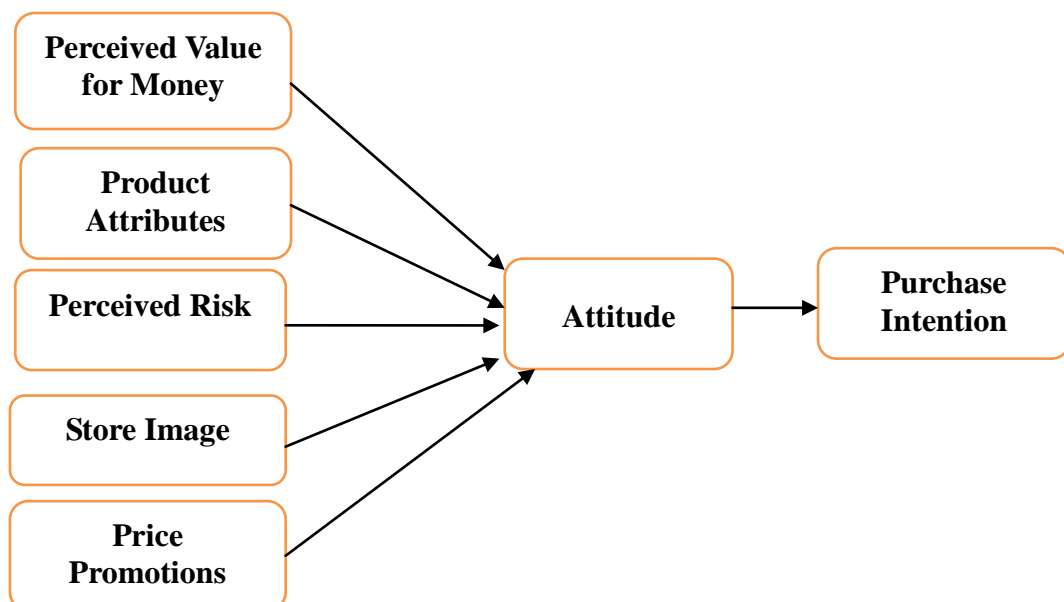 Perceived Value
for Money
Product
Attributes
Perceived Risk
Store Image
Price
Promotions
Attitude
Purchase
Intention